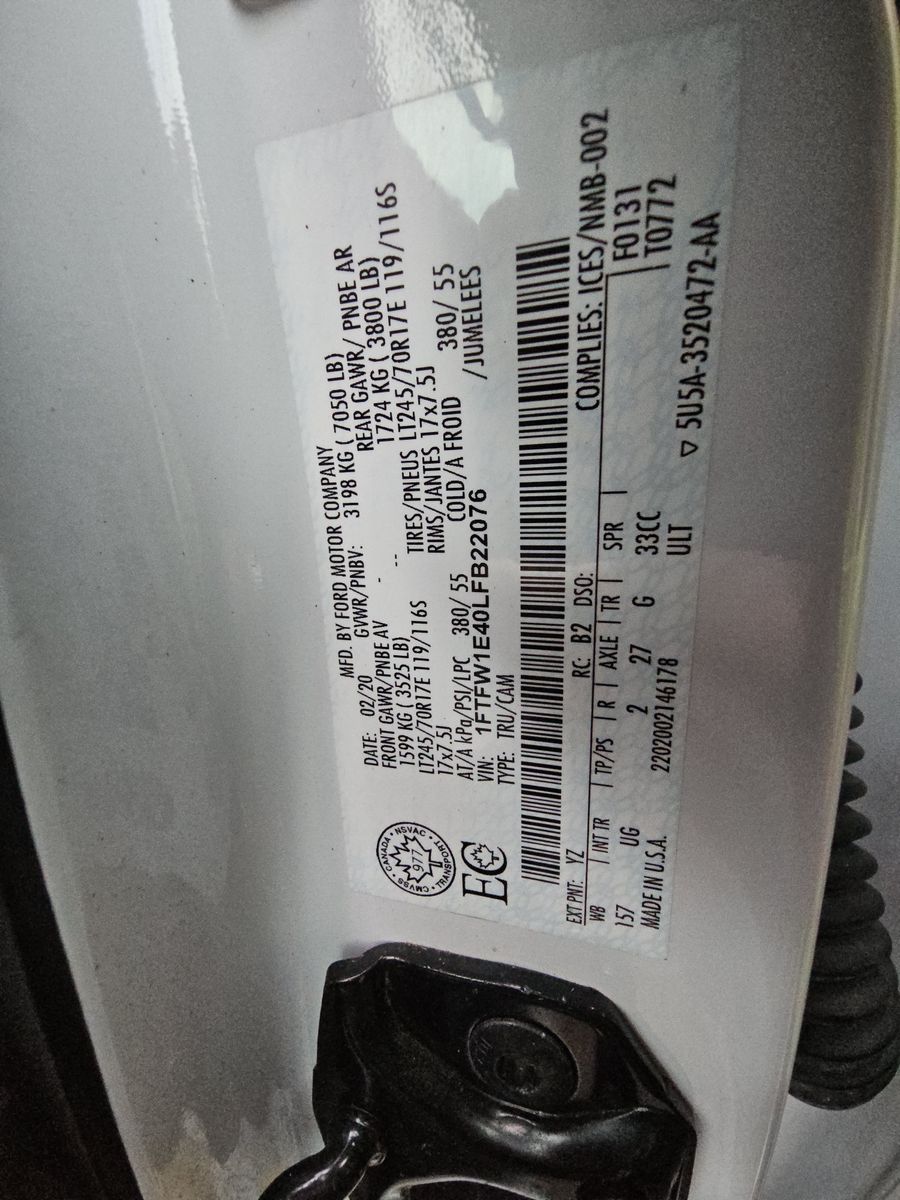 MFD. BY FORD MOTOR COMPANY
DATE: 02/20 GVWR/PNBV: 3198 KG ( 7050 LB)
FRONT GAWR/PNBE AV - REAR GAWR/ PNBE AR
1599 KG ( 3525 LB) -- 1724 KG ( 3800 LB)
LT245/70R17E 119/116S TIRES/PNEUS LT245/70R17E 119/116S
17x7.5J RIMS/JANTES 17x7.5J
AT/A kPa/PSI/LPC 380/ 55 COLD/A FROID 380/ 55
VIN: 1FTFW1E40LFB22076 /JUMELEES
TYPE: TRU/CAM
CMVSS • CANADA • NSVAC • TRANSPORT •
977
EC
EXT PNT: YZ RC: B2 DSO: COMPLIES: ICES/NMB-002
WB | INT TR | TP/PS | R | AXLE | TR | SPR | F0131
157 UG 2 27 G 33CC T0772
MADE IN U.S.A. 2202002146178 ULT
▽ 5U5A-3520472-AA